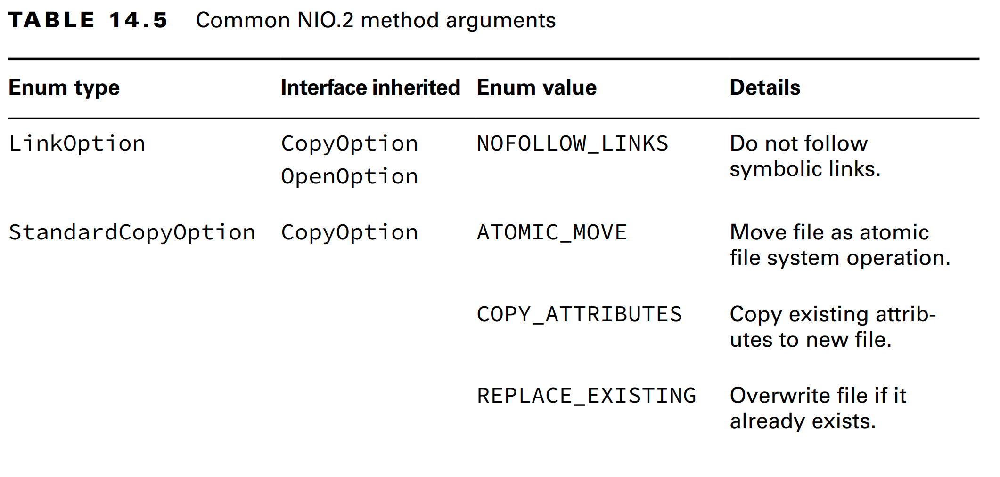 TABLE 14.5 Common NIO.2 method arguments
Enum type Interface inherited Enum value Details
LinkOption CopyOption NOFOLLOW_LINKS Do not follow
OpenOption symbolic links.
StandardCopyOption CopyOption ATOMIC_MOVE Move file as atomic
file system operation.
COPY_ATTRIBUTES Copy existing attrib-
utes to new file.
REPLACE_EXISTING Overwrite file if it
already exists.